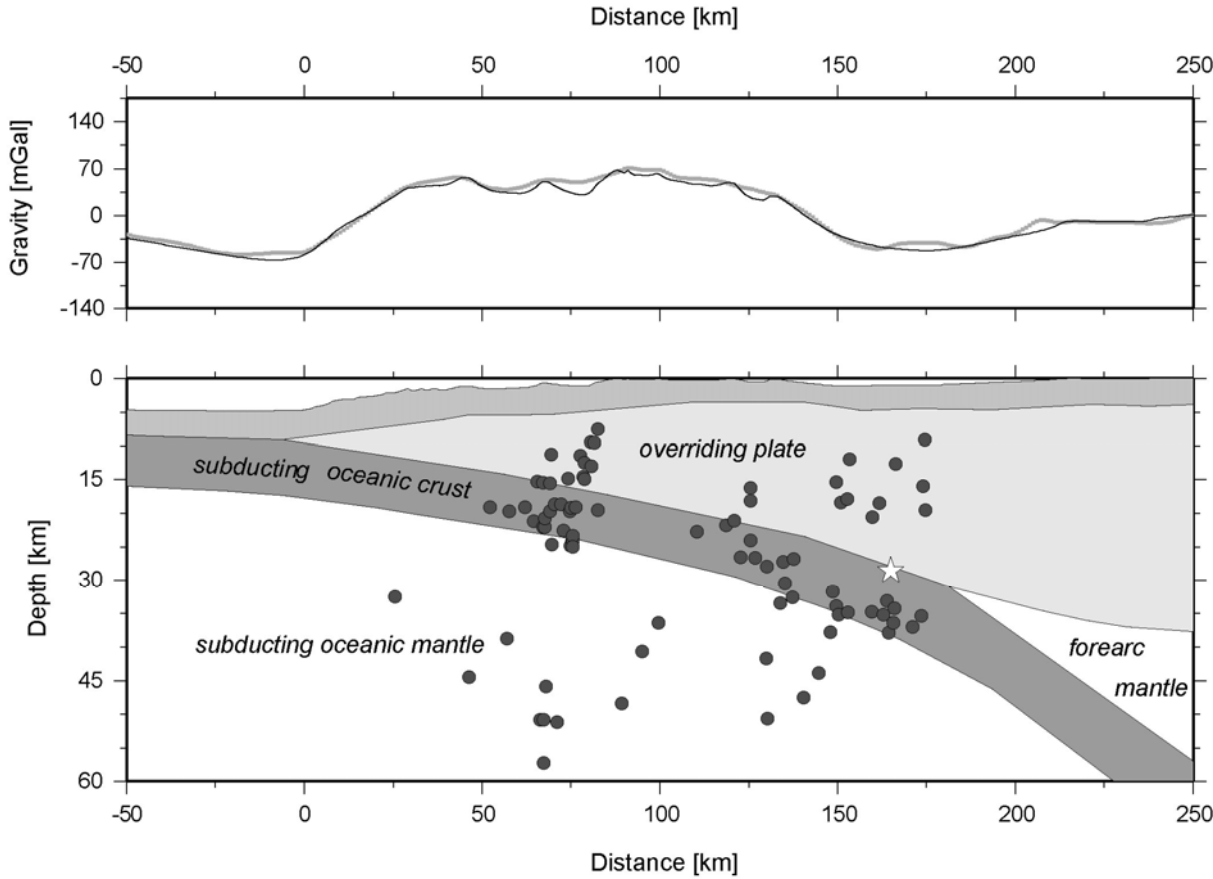 Distance [km]
-50 0 50 100 150 200 250
140
70
0
-70
-140
Gravity [mGal]
0
15
30
45
60
Depth [km]
overriding plate
subducting oceanic crust
subducting oceanic mantle
forearc
mantle
-50 0 50 100 150 200 250
Distance [km]